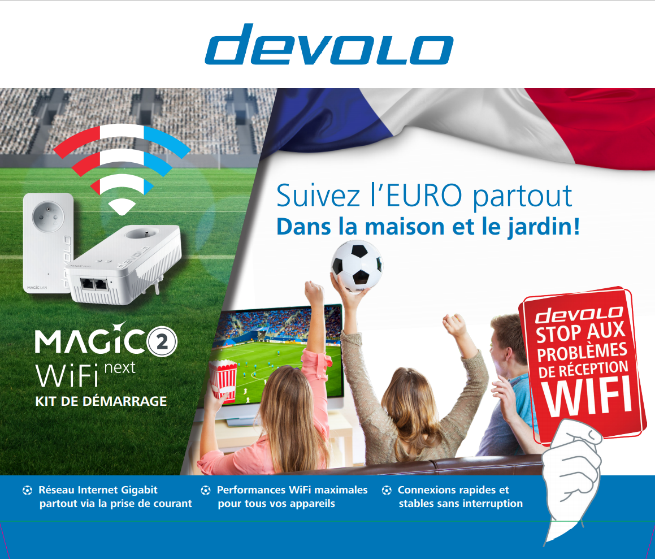 devolo
Suivez l'EURO partout
Dans la maison et le jardin!
MAGIC 2
WiFi next
KIT DE DÉMARRAGE
devolo
STOP AUX
PROBLÈMES
DE RÉCEPTION
WIFI
Réseau Internet Gigabit
partout via la prise de courant
Performances WiFi maximales
pour tous vos appareils
Connexions rapides et
stables sans interruption